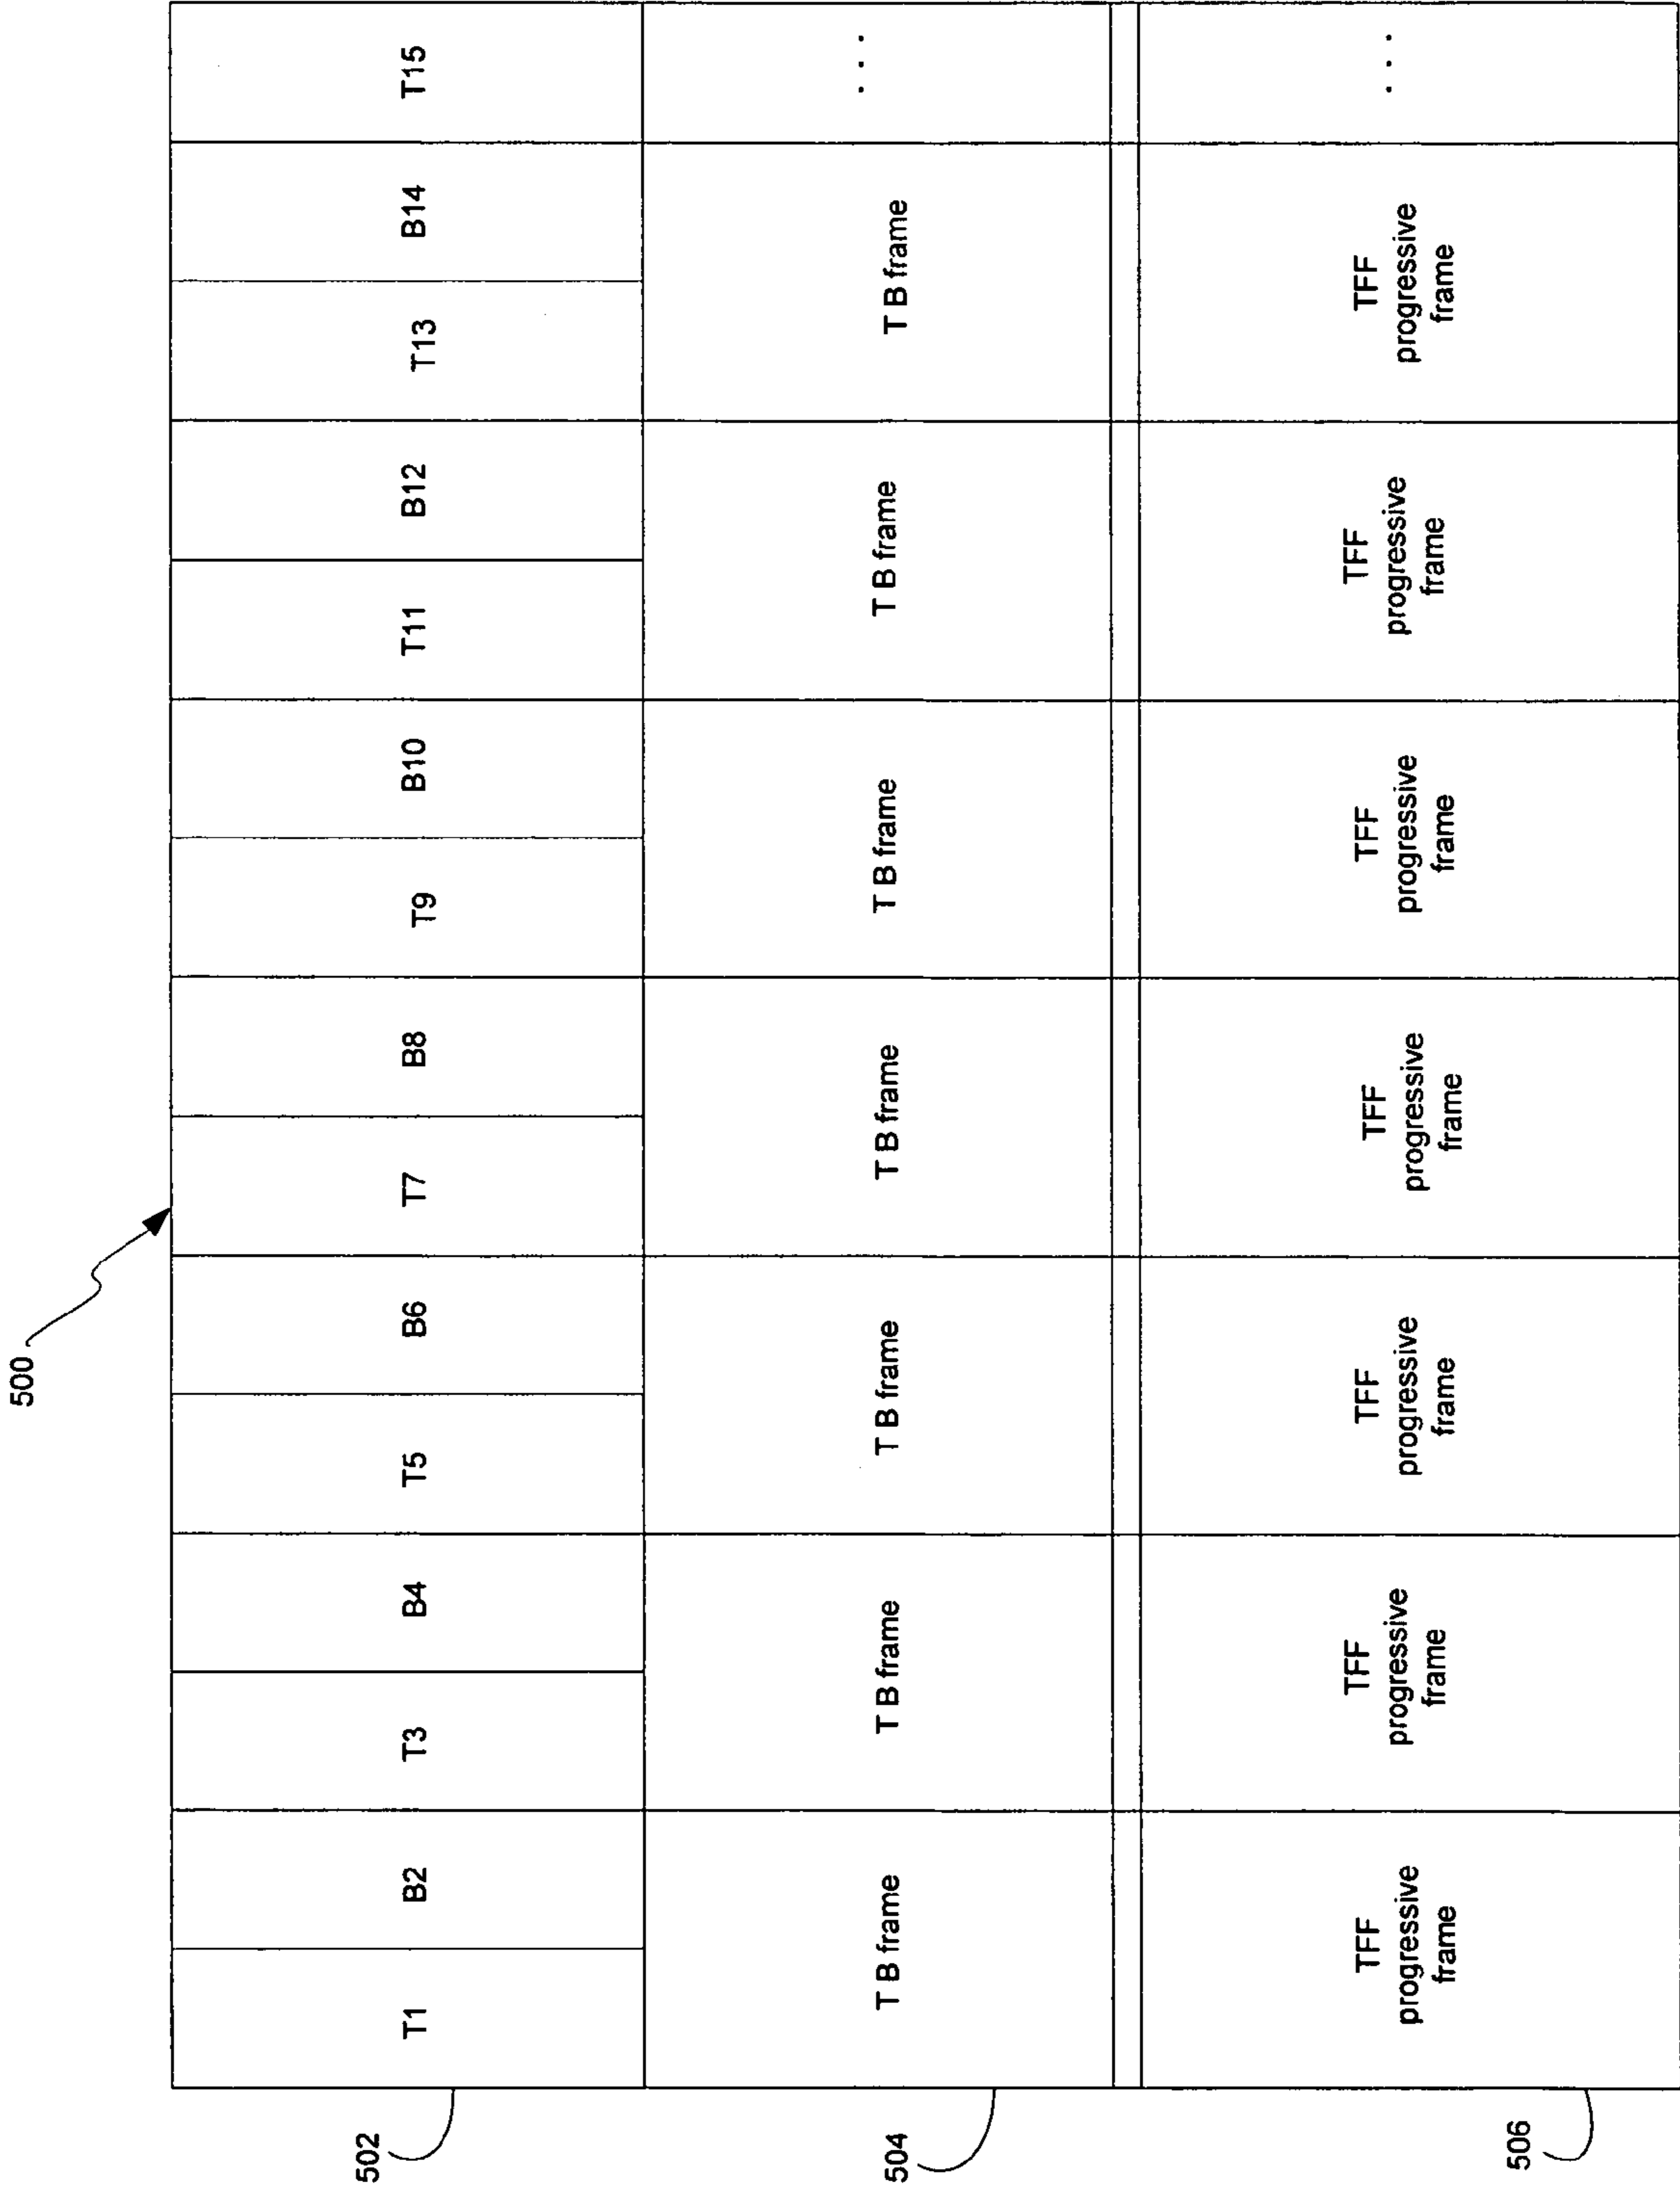 500
502
T1 B2 T3 B4 T5 B6 T7 B8 T9 B10 T11 B12 T13 B14 T15
504
T B frame T B frame T B frame T B frame T B frame T B frame T B frame ...
506
TFF progressive frame
TFF progressive frame
TFF progressive frame
TFF progressive frame
TFF progressive frame
TFF progressive frame
TFF progressive frame
...